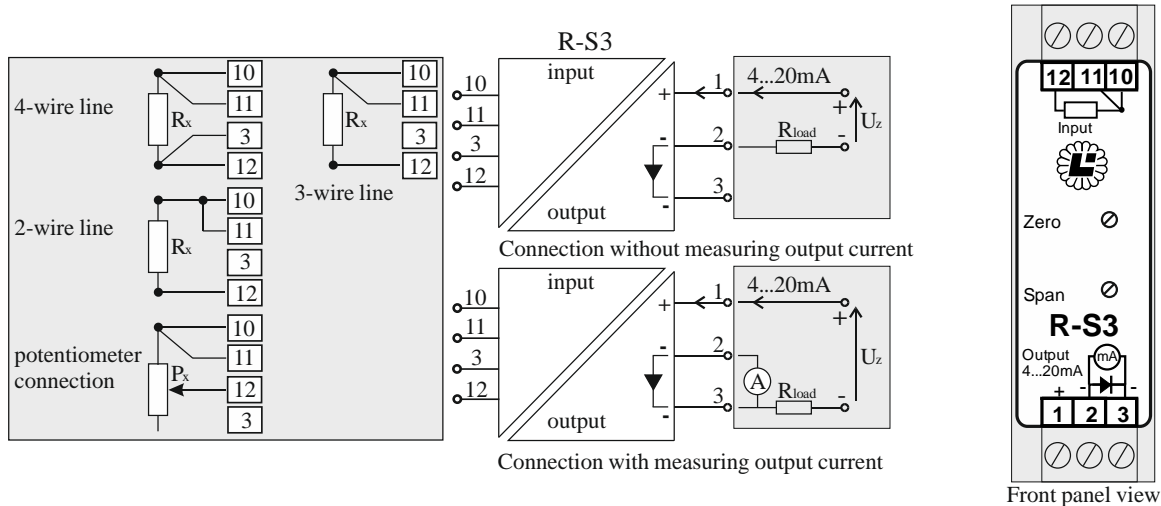 4-wire line
Rx
10
11
3
12
3-wire line
Rx
10
11
3
12
2-wire line
Rx
10
11
3
12
potentiometer
connection
Px
10
11
12
3
R-S3
input
output
10
11
3
12
+
-
-
1
2
3
4...20mA
Rload
+
-
Uz
Connection without measuring output current
input
output
10
11
3
12
+
-
-
1
2
3
4...20mA
A
Rload
+
-
Uz
Connection with measuring output current
12 11 10
Input
Zero
Span
R-S3
Output
4...20mA
mA
+ - -
1 2 3
Front panel view